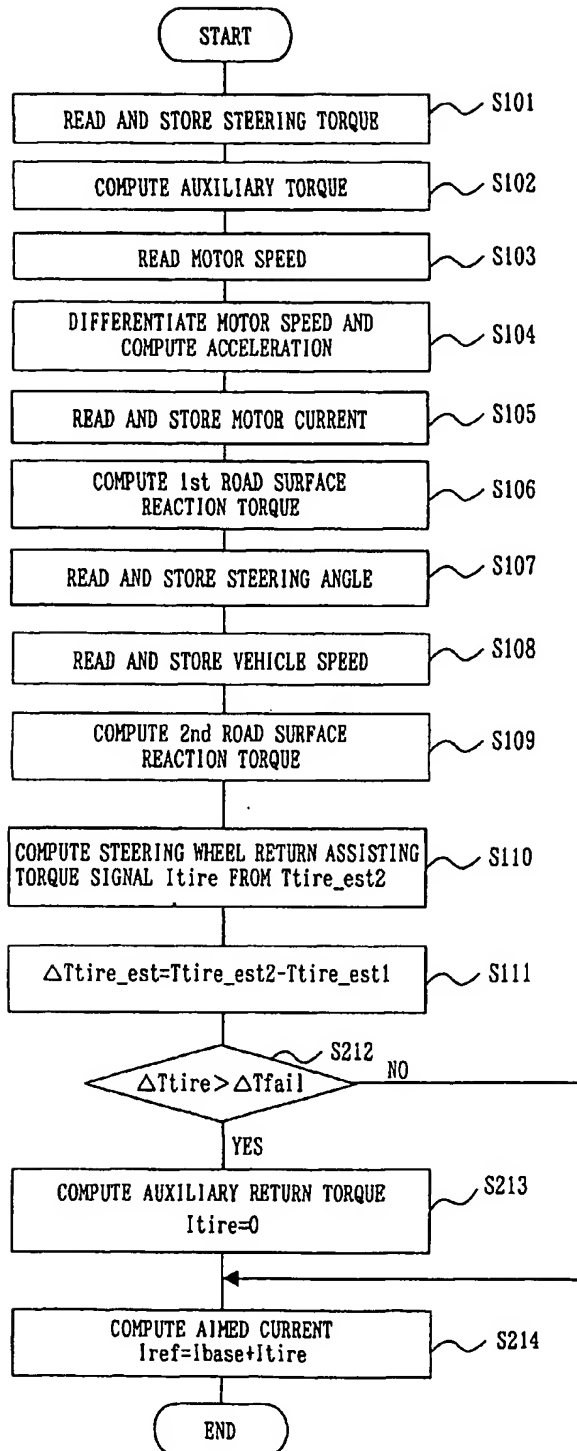 START
READ AND STORE STEERING TORQUE
S101
COMPUTE AUXILIARY TORQUE
S102
READ MOTOR SPEED
S103
DIFFERENTIATE MOTOR SPEED AND
COMPUTE ACCELERATION
S104
READ AND STORE MOTOR CURRENT
S105
COMPUTE 1st ROAD SURFACE
REACTION TORQUE
S106
READ AND STORE STEERING ANGLE
S107
READ AND STORE VEHICLE SPEED
S108
COMPUTE 2nd ROAD SURFACE
REACTION TORQUE
S109
COMPUTE STEERING WHEEL RETURN ASSISTING
TORQUE SIGNAL Itire FROM Ttire_est2
S110
△Ttire_est=Ttire_est2-Ttire_est1
S111
S212
△Ttire>△Tfail
NO
YES
COMPUTE AUXILIARY RETURN TORQUE
Itire=0
S213
COMPUTE AIMED CURRENT
Iref=Ibase+Itire
S214
END